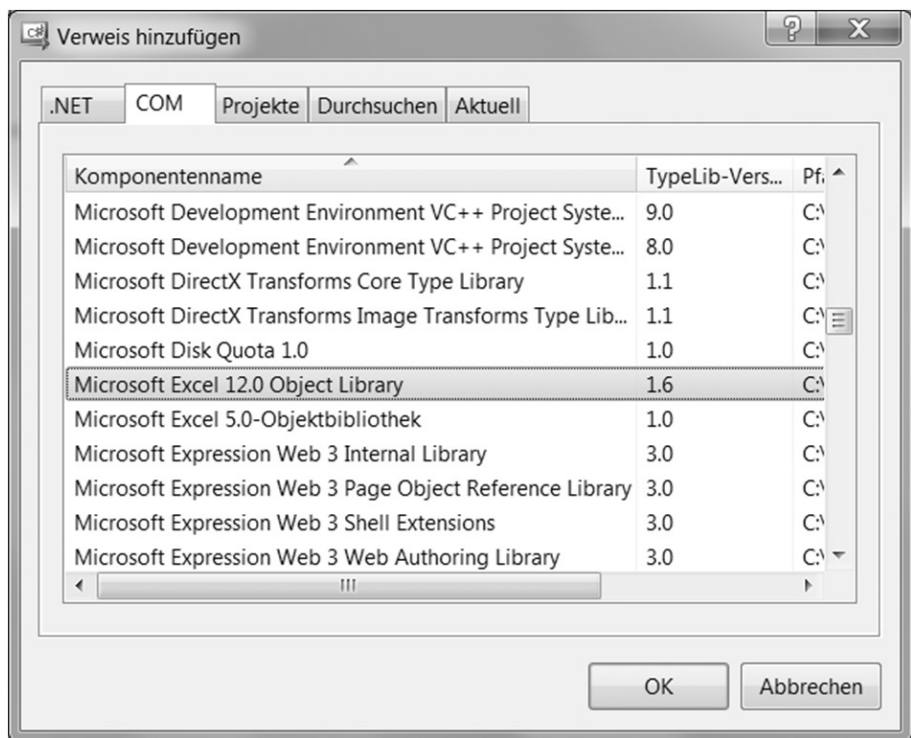 Verweis hinzufügen
.NET COM Projekte Durchsuchen Aktuell
Komponentenname TypeLib-Vers... Pfa
Microsoft Development Environment VC++ Project Syste... 9.0 C:\
Microsoft Development Environment VC++ Project Syste... 8.0 C:\
Microsoft DirectX Transforms Core Type Library 1.1 C:\
Microsoft DirectX Transforms Image Transforms Type Lib... 1.1 C:\
Microsoft Disk Quota 1.0 1.0 C:\
Microsoft Excel 12.0 Object Library 1.6 C:\
Microsoft Excel 5.0-Objektbibliothek 1.0 C:\
Microsoft Expression Web 3 Internal Library 3.0 C:\
Microsoft Expression Web 3 Page Object Reference Library 3.0 C:\
Microsoft Expression Web 3 Shell Extensions 3.0 C:\
Microsoft Expression Web 3 Web Authoring Library 3.0 C:\
OK Abbrechen